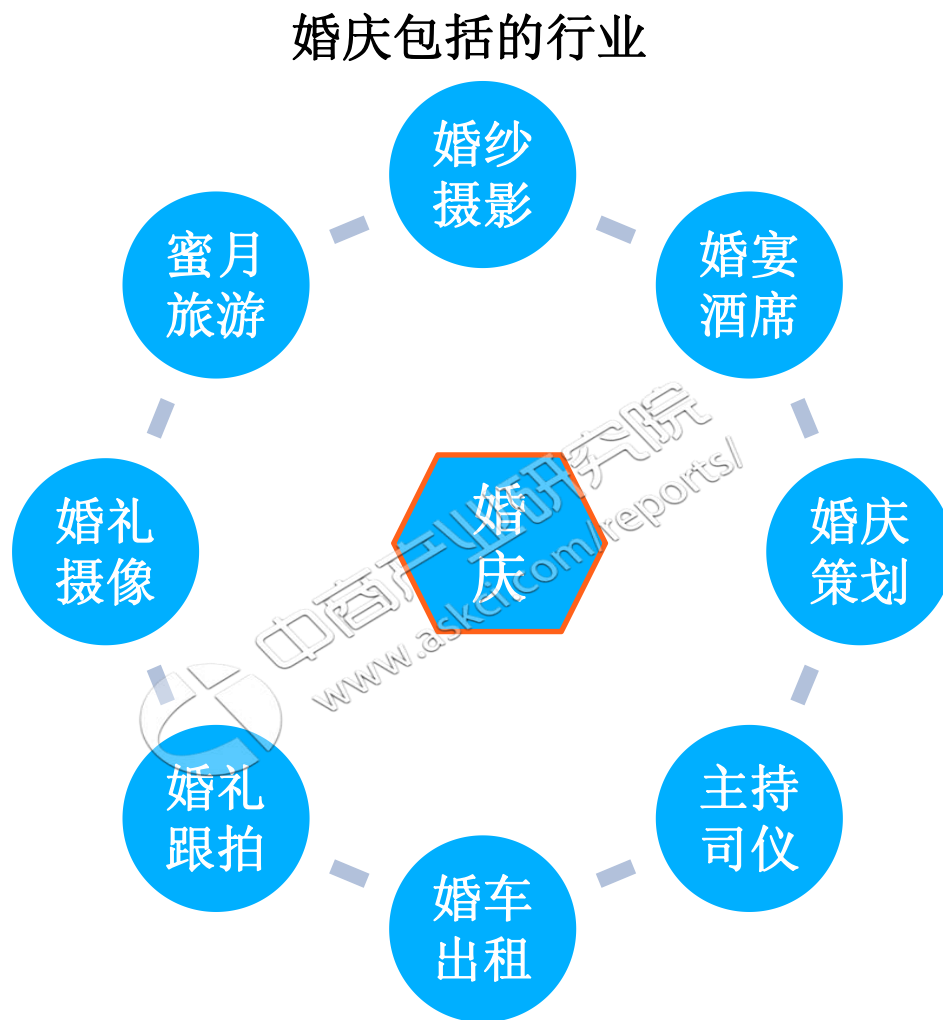 婚庆包括的行业
婚纱
摄影
婚宴
酒席
婚庆
策划
主持
司仪
婚车
出租
婚礼
跟拍
婚礼
摄像
蜜月
旅游
婚
庆
中商产业研究院
www.askci.com/reports/